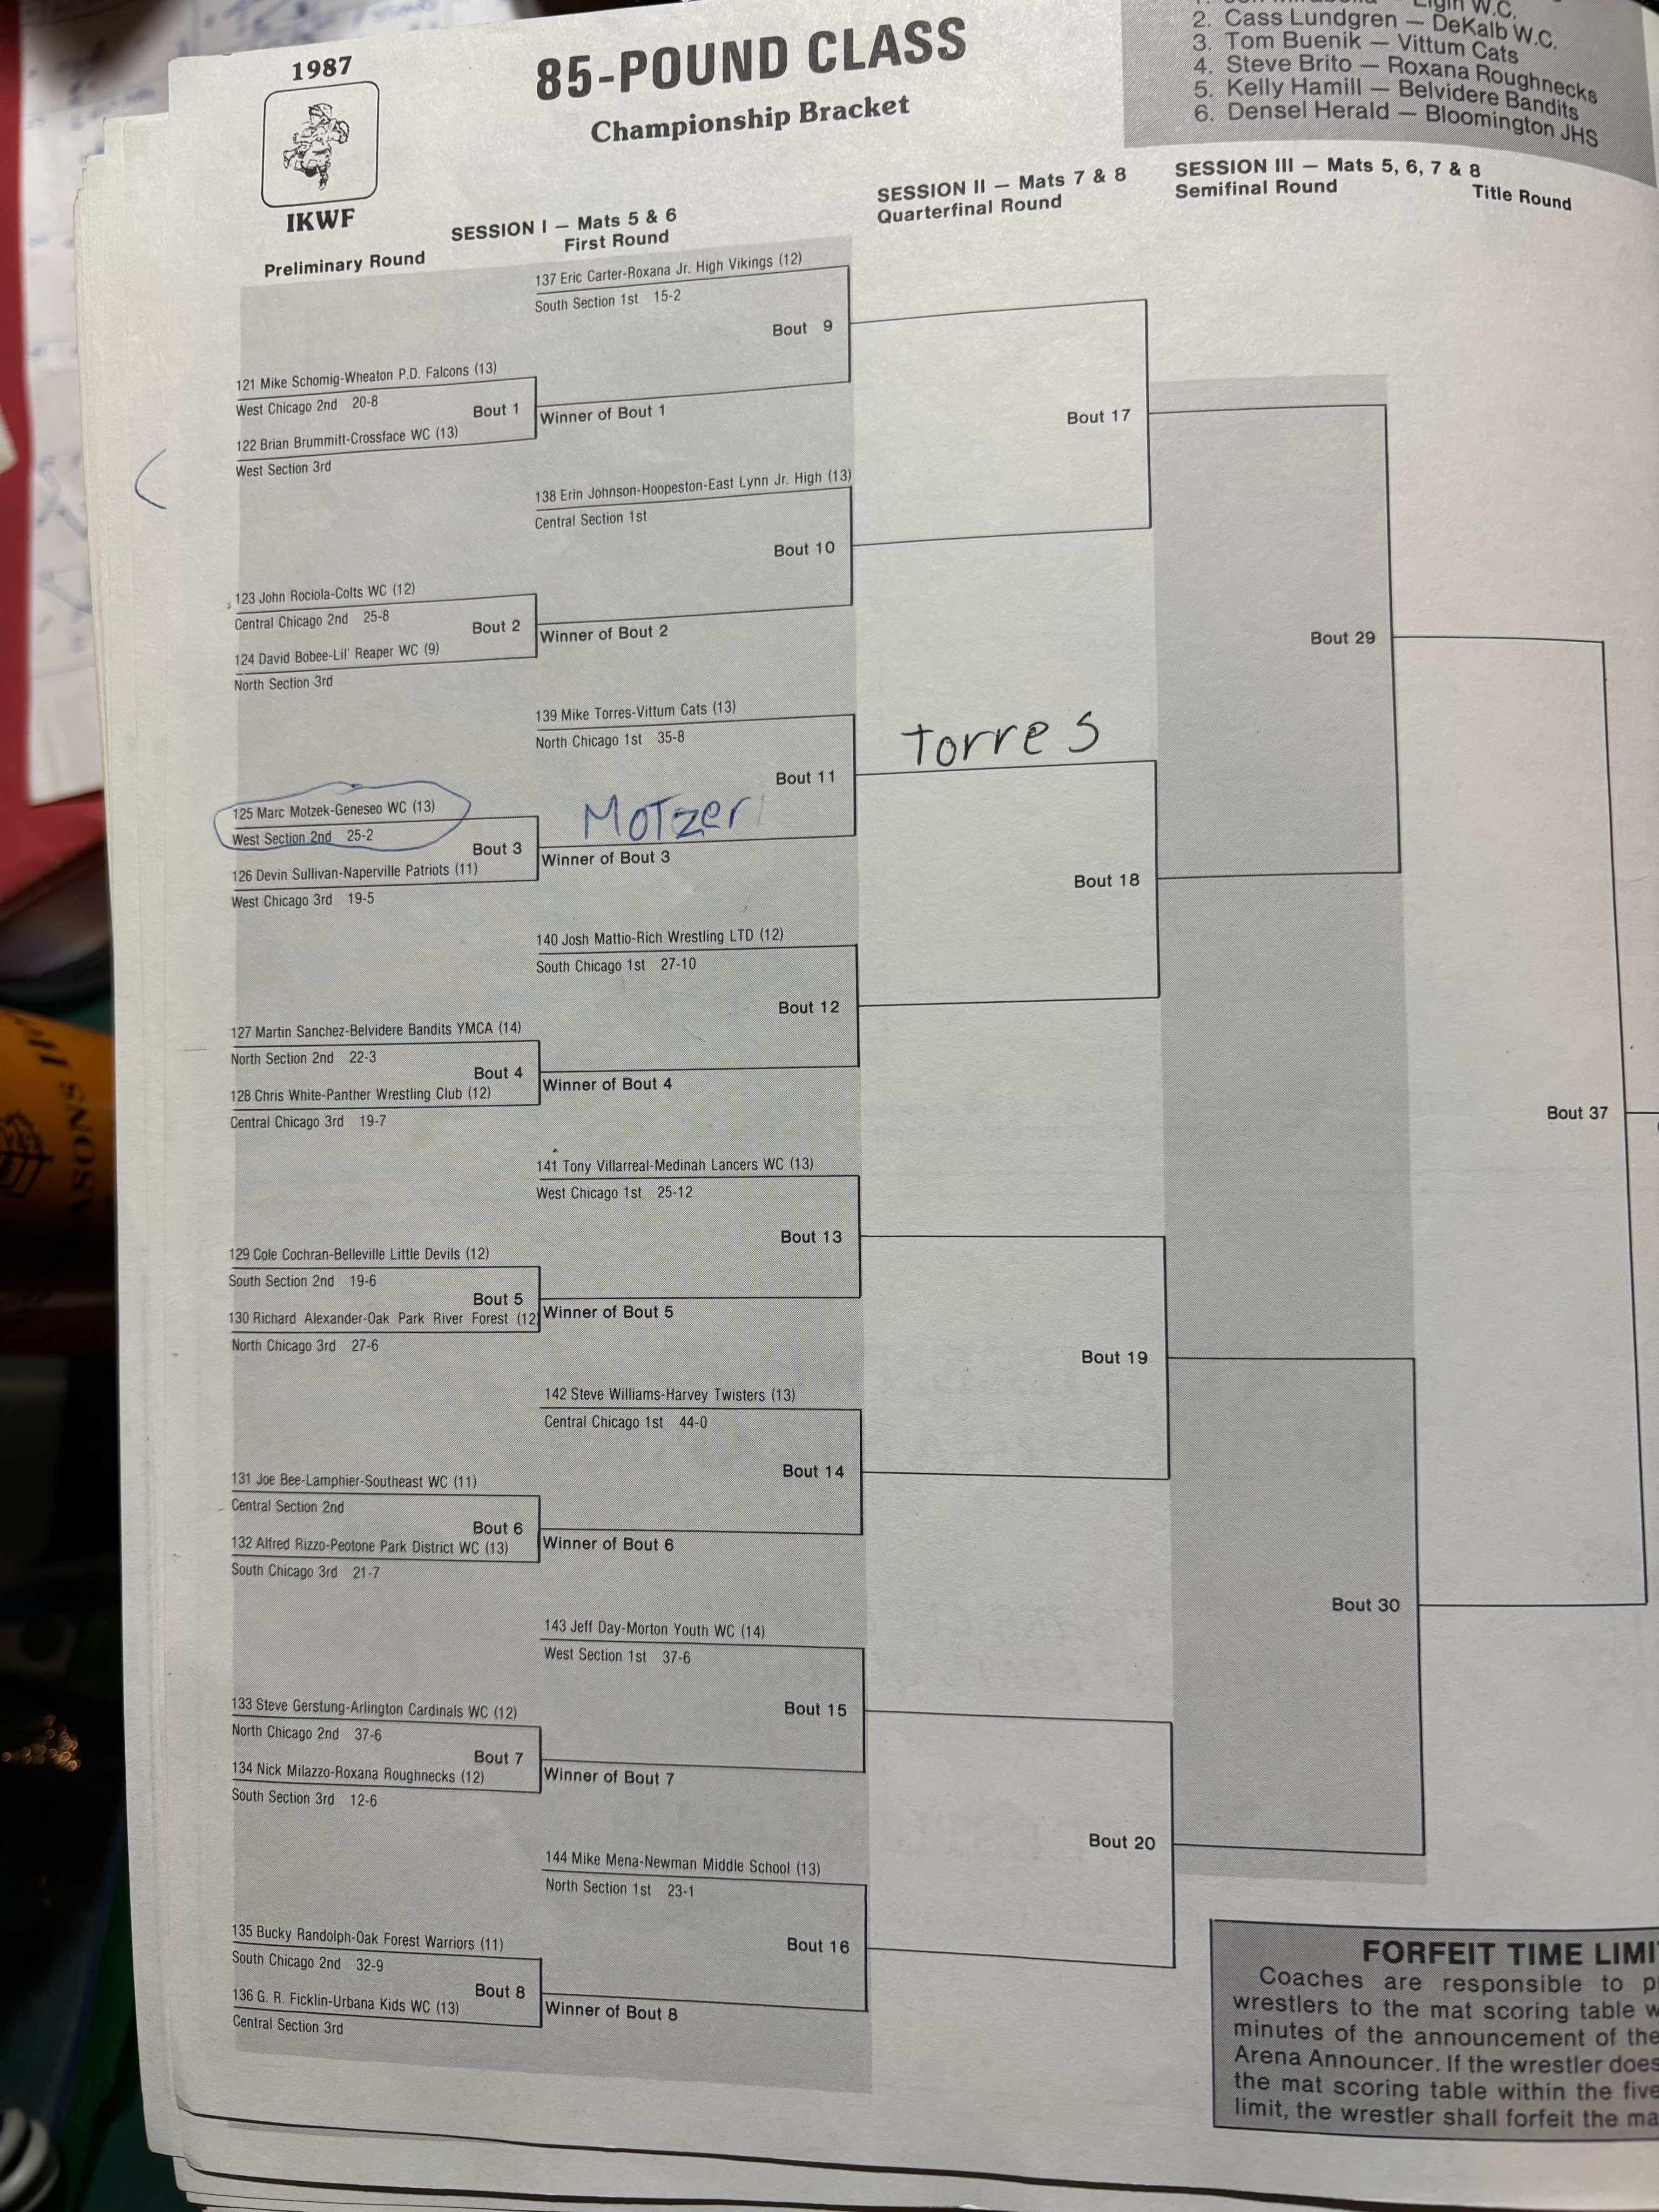 1987
IKWF
85-POUND CLASS
Championship Bracket
Elgin W.C.
2. Cass Lundgren — DeKalb W.C.
3. Tom Buenik — Vittum Cats
4. Steve Brito — Roxana Roughnecks
5. Kelly Hamill — Belvidere Bandits
6. Densel Herald — Bloomington JHS
Preliminary Round
SESSION I — Mats 5 & 6
First Round
SESSION II — Mats 7 & 8
Quarterfinal Round
SESSION III — Mats 5, 6, 7 & 8
Semifinal Round
Title Round
137 Eric Carter-Roxana Jr. High Vikings (12)
South Section 1st 15-2
Bout 9
121 Mike Schomig-Wheaton P.D. Falcons (13)
West Chicago 2nd 20-8
Bout 1
Winner of Bout 1
122 Brian Brummitt-Crossface WC (13)
West Section 3rd
Bout 17
138 Erin Johnson-Hoopeston-East Lynn Jr. High (13)
Central Section 1st
Bout 10
123 John Rociola-Colts WC (12)
Central Chicago 2nd 25-8
Bout 2
Winner of Bout 2
124 David Bobee-Lil' Reaper WC (9)
North Section 3rd
Bout 29
139 Mike Torres-Vittum Cats (13)
North Chicago 1st 35-8
Torres
Bout 11
125 Marc Motzek-Geneseo WC (13)
West Section 2nd 25-2
Motzer
Bout 3
Winner of Bout 3
126 Devin Sullivan-Naperville Patriots (11)
West Chicago 3rd 19-5
Bout 18
140 Josh Mattio-Rich Wrestling LTD (12)
South Chicago 1st 27-10
Bout 12
127 Martin Sanchez-Belvidere Bandits YMCA (14)
North Section 2nd 22-3
Bout 4
Winner of Bout 4
128 Chris White-Panther Wrestling Club (12)
Central Chicago 3rd 19-7
Bout 37
141 Tony Villarreal-Medinah Lancers WC (13)
West Chicago 1st 25-12
Bout 13
129 Cole Cochran-Belleville Little Devils (12)
South Section 2nd 19-6
Bout 5
Winner of Bout 5
130 Richard Alexander-Oak Park River Forest (12
North Chicago 3rd 27-6
Bout 19
142 Steve Williams-Harvey Twisters (13)
Central Chicago 1st 44-0
Bout 14
131 Joe Bee-Lamphier-Southeast WC (11)
Central Section 2nd
Bout 6
Winner of Bout 6
132 Alfred Rizzo-Peotone Park District WC (13)
South Chicago 3rd 21-7
Bout 30
143 Jeff Day-Morton Youth WC (14)
West Section 1st 37-6
Bout 15
133 Steve Gerstung-Arlington Cardinals WC (12)
North Chicago 2nd 37-6
Bout 7
Winner of Bout 7
134 Nick Milazzo-Roxana Roughnecks (12)
South Section 3rd 12-6
Bout 20
144 Mike Mena-Newman Middle School (13)
North Section 1st 23-1
Bout 16
135 Bucky Randolph-Oak Forest Warriors (11)
South Chicago 2nd 32-9
Bout 8
Winner of Bout 8
136 G. R. Ficklin-Urbana Kids WC (13)
Central Section 3rd
FORFEIT TIME LIMI
Coaches are responsible to p
wrestlers to the mat scoring table w
minutes of the announcement of the
Arena Announcer. If the wrestler does
the mat scoring table within the five
limit, the wrestler shall forfeit the ma
SONS